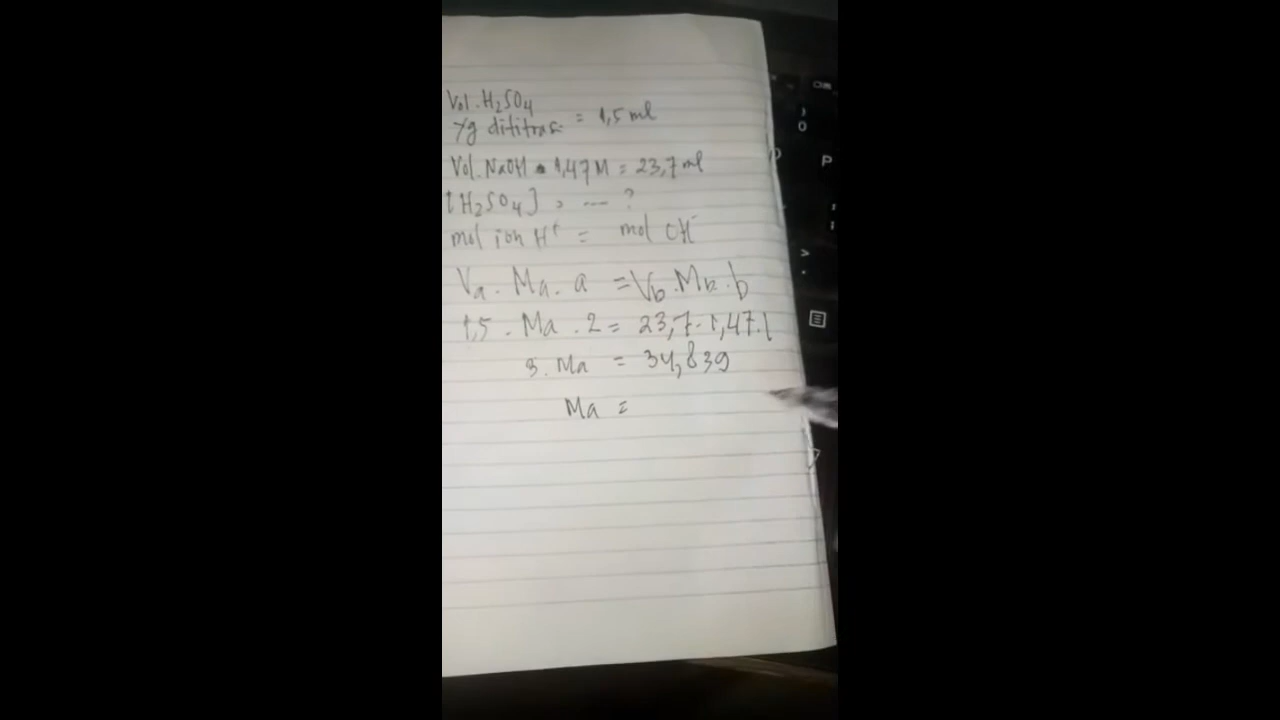 Vol. H₂SO₄
yg dititrasi = 1,5 ml
Vol. NaOH 1,47 M = 23,7 ml
[H₂SO₄] = ---- ?
mol ion H⁺ = mol OH⁻
Va . Ma . a = Vb . Mb . b
1,5 . Ma . 2 = 23,7 . 1,47 . 1
3 . Ma = 34,839
Ma =
P